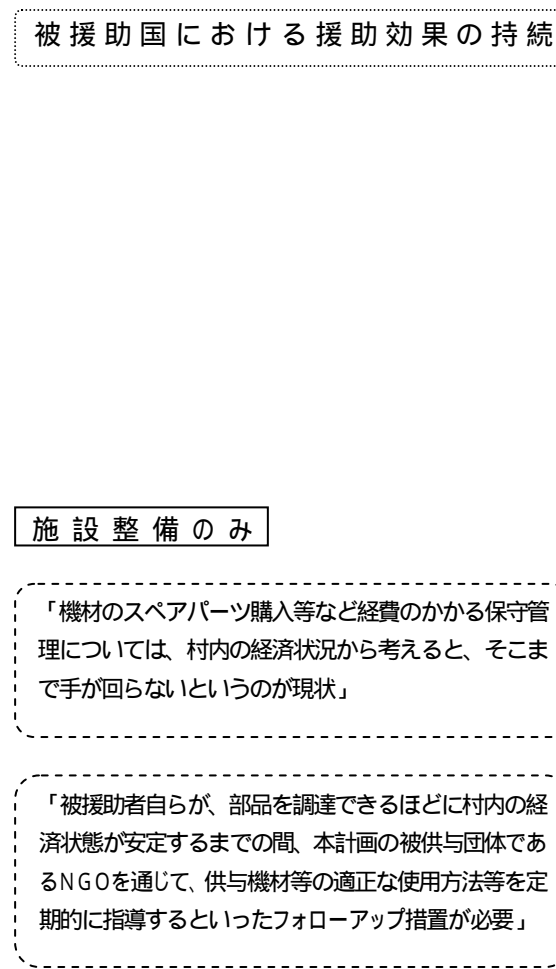 被援助国における援助効果の持続
施設整備のみ
「機材のスペアパーツ購入等など経費のかかる保守管
理については、村内の経済状況から考えると、そこま
で手が回らないというのが現状」
「被援助者自らが、部品を調達できるほどに村内の経
済状態が安定するまでの間、本計画の被供与団体であ
るNGOを通じて、供与機材等の適正な使用方法等を定
期的に指導するといったフォローアップ措置が必要」